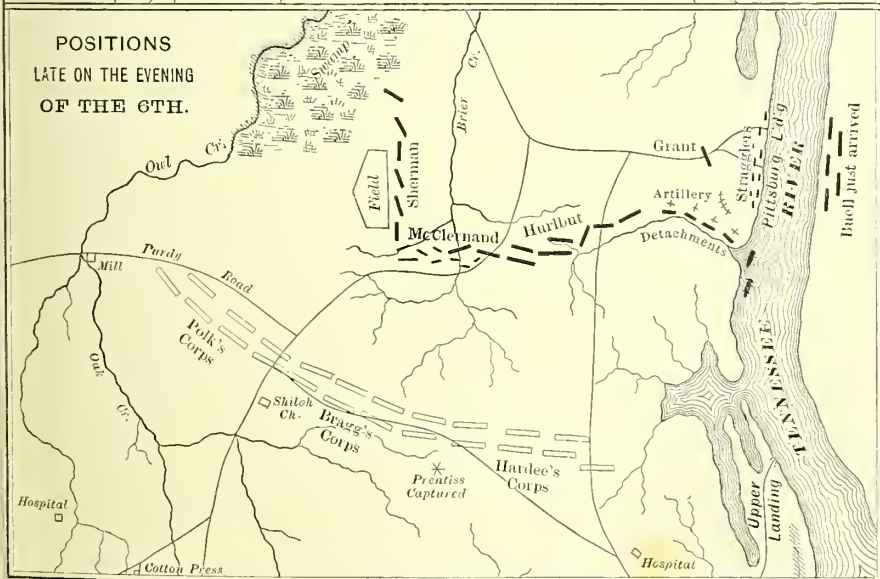 POSITIONS
LATE ON THE EVENING
OF THE 6TH.
Swamp
Owl Cr.
Brier Cr.
Field
Sherman
McClernand
Hurlbut
Grant
Artillery
Detachments
Stragglers
Pittsburg L'd'g
RIVER
TENNESSEE
Buell just arrived
Mill
Purdy Road
Polk's
Corps
Oak Cr.
Shiloh
Ch.
Bragg's
Corps
Prentiss
Captured
Hardee's
Corps
Upper
Landing
Hospital
Cotton Press
Hospital